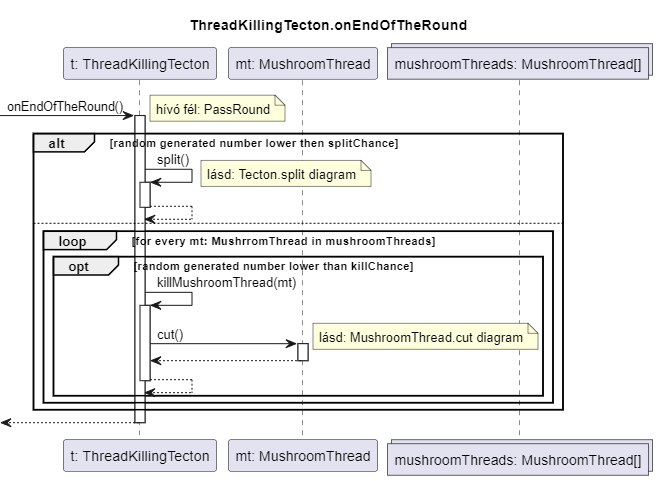 ThreadKillingTecton.onEndOfTheRound
t: ThreadKillingTecton
mt: MushroomThread
mushroomThreads: MushroomThread[]
onEndOfTheRound()
hívó fél: PassRound
alt
[random generated number lower then splitChance]
split()
lásd: Tecton.split diagram
loop
[for every mt: MushrromThread in mushroomThreads]
opt
[random generated number lower than killChance]
killMushroomThread(mt)
cut()
lásd: MushroomThread.cut diagram
t: ThreadKillingTecton
mt: MushroomThread
mushroomThreads: MushroomThread[]